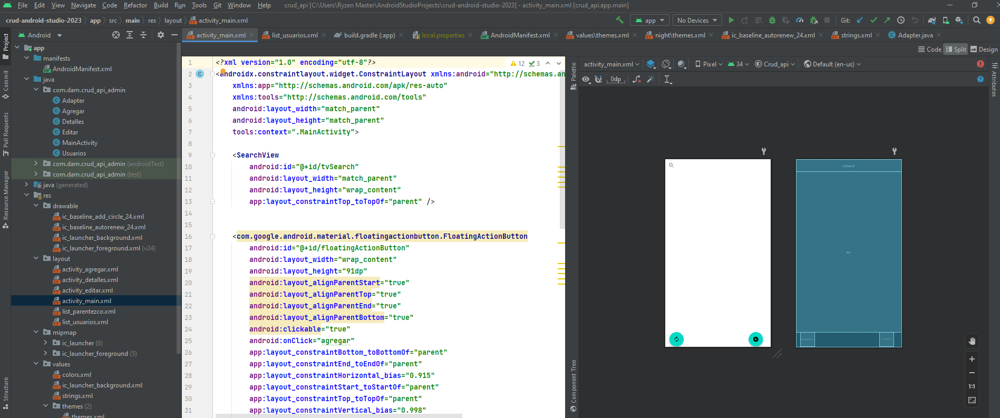 File Edit View Navigate Code Refactor Build Run Tools Git Window Help crud_api [C:\Users\Ryzen Master\AndroidStudioProjects\crud-android-studio-2023] - activity_main.xml [crud_api.app.main]
crud-android-studio-2023 app src main res layout activity_main.xml app No Devices Git:
Android activity_main.xml list_usuarios.xml build.gradle (:app) local.properties AndroidManifest.xml values\themes.xml night\themes.xml ic_baseline_autorenew_24.xml strings.xml Adapter.java
Code Split Design
Project
Commit
Pull Requests
Resource Manager
Structure
app
manifests
AndroidManifest.xml
java
com.dam.crud_api_admin
Adapter
Agregar
Detalles
Editar
MainActivity
Usuarios
com.dam.crud_api_admin (androidTest)
com.dam.crud_api_admin (test)
java (generated)
res
drawable
ic_baseline_add_circle_24.xml
ic_baseline_autorenew_24.xml
ic_launcher_background.xml
ic_launcher_foreground.xml (v24)
layout
activity_agregar.xml
activity_detalles.xml
activity_editar.xml
activity_main.xml
list_parentezco.xml
list_usuarios.xml
mipmap
ic_launcher (6)
ic_launcher_foreground (5)
values
colors.xml
ic_launcher_background.xml
strings.xml
themes (2)
themes.xml
12 3
1 <?xml version="1.0" encoding="utf-8"?>
2 <androidx.constraintlayout.widget.ConstraintLayout xmlns:android="http://schemas.an
3 xmlns:app="http://schemas.android.com/apk/res-auto"
4 xmlns:tools="http://schemas.android.com/tools"
5 android:layout_width="match_parent"
6 android:layout_height="match_parent"
7 tools:context=".MainActivity">
8
9 <SearchView
10 android:id="@+id/tvSearch"
11 android:layout_width="match_parent"
12 android:layout_height="wrap_content"
13 app:layout_constraintTop_toTopOf="parent" />
14
15
16 <com.google.android.material.floatingactionbutton.FloatingActionButton
17 android:id="@+id/floatingActionButton"
18 android:layout_width="wrap_content"
19 android:layout_height="91dp"
20 android:layout_alignParentStart="true"
21 android:layout_alignParentTop="true"
22 android:layout_alignParentEnd="true"
23 android:layout_alignParentBottom="true"
24 android:clickable="true"
25 android:onClick="agregar"
26 app:layout_constraintBottom_toBottomOf="parent"
27 app:layout_constraintEnd_toEndOf="parent"
28 app:layout_constraintHorizontal_bias="0.915"
29 app:layout_constraintStart_toStartOf="parent"
30 app:layout_constraintTop_toTopOf="parent"
31 app:layout_constraintVertical_bias="0.998"
Palette
Component Tree
activity_main.xml Pixel 34 Crud_api Default (en-us)
0dp
tvSearch
list
1:1
Attributes